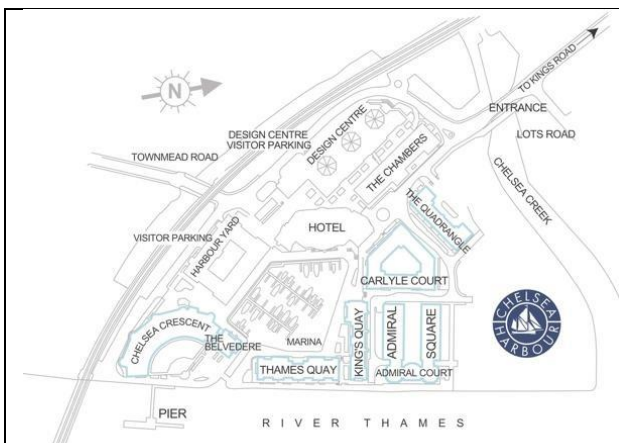 TO KINGS ROAD
N
ENTRANCE
DESIGN CENTRE
VISITOR PARKING
DESIGN CENTRE
LOTS ROAD
TOWNMEAD ROAD
THE CHAMBERS
CHELSEA CREEK
THE QUADRANGLE
HOTEL
VISITOR PARKING
HARBOUR YARD
CARLYLE COURT
CHELSEA
HARBOUR
CHELSEA CRESCENT
THE
BELVEDERE
MARINA
KING'S QUAY
ADMIRAL
SQUARE
THAMES QUAY
ADMIRAL COURT
PIER
RIVER THAMES